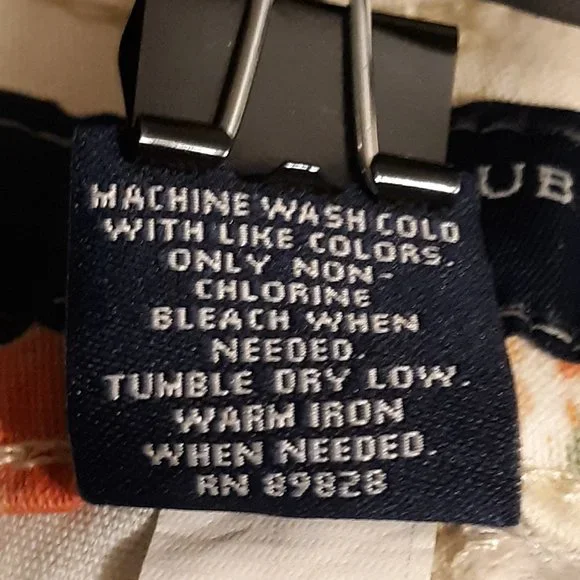 UB
MACHINE WASH COLD
WITH LIKE COLORS.
ONLY NON-
CHLORINE
BLEACH WHEN
NEEDED.
TUMBLE DRY LOW.
WARM IRON
WHEN NEEDED.
RN 89828